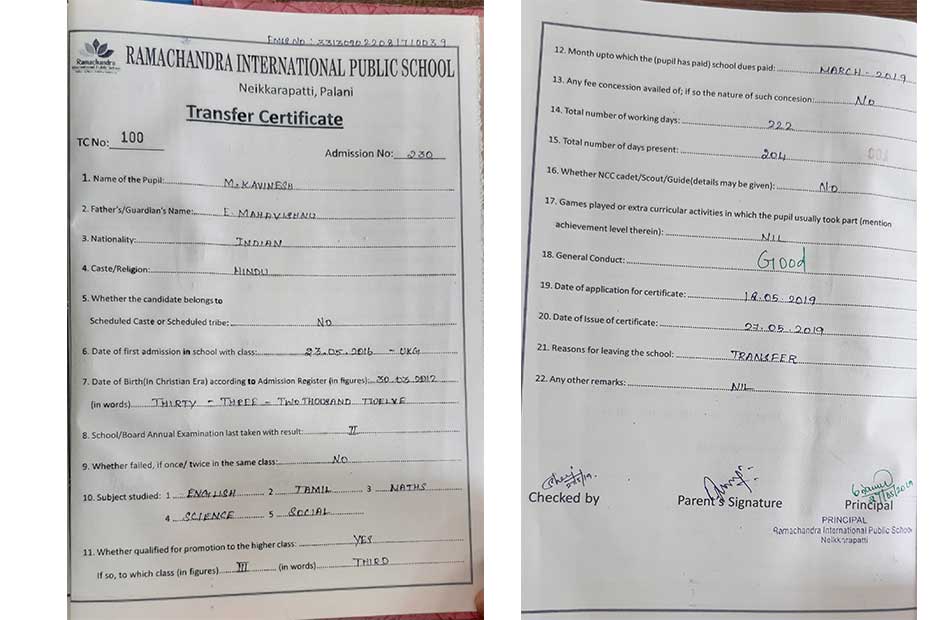 EMIS NO : 331309022081710039
Ramachandra
RAMACHANDRA INTERNATIONAL PUBLIC SCHOOL
Neikkarapatti, Palani
Transfer Certificate
TC No: 100
Admission No: 230
1. Name of the Pupil: M. KAVINESH
2. Father's/Guardian's Name: E. MAHAVISHNU
3. Nationality: INDIAN
4. Caste/Religion: HINDU
5. Whether the candidate belongs to
Scheduled Caste or Scheduled tribe: NO
6. Date of first admission in school with class: 23.05.2016 - UKG
7. Date of Birth(In Christian Era) according to Admission Register (in figures): 30.03.2012
(in words) THIRTY - THREE - TWO THOUSAND TWELVE
8. School/Board Annual Examination last taken with result: II
9. Whether failed, if once/ twice in the same class: NO
10. Subject studied: 1 ENGLISH 2 TAMIL 3 MATHS
4 SCIENCE 5 SOCIAL
11. Whether qualified for promotion to the higher class: YES
If so, to which class (in figures) III (in words) THIRD
12. Month upto which the (pupil has paid) school dues paid: MARCH - 2019
13. Any fee concession availed of; if so the nature of such concesion: NO
14. Total number of working days: 222
15. Total number of days present: 204
16. Whether NCC cadet/Scout/Guide(details may be given): NO
17. Games played or extra curricular activities in which the pupil usually took part (mention
achievement level therein): NIL
18. General Conduct: Good
19. Date of application for certificate: 18.05.2019
20. Date of Issue of certificate: 27.05.2019
21. Reasons for leaving the school: TRANSFER
22. Any other remarks: NIL
Checked by
Parent's Signature
27/05/2019
Principal
PRINCIPAL
Ramachandra International Public School
Neikkarapatti